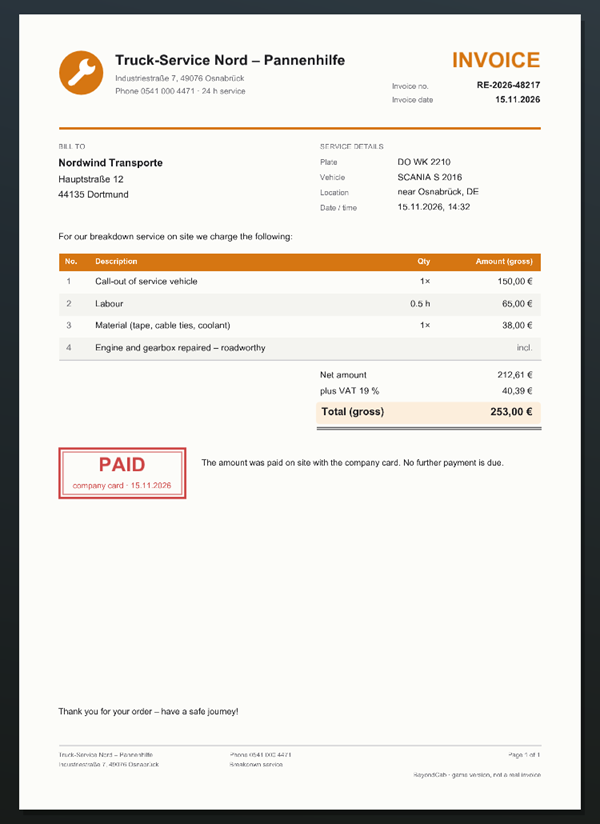 Truck-Service Nord – Pannenhilfe
Industriestraße 7, 49076 Osnabrück
Phone 0541 000 4471 · 24 h service
INVOICE
Invoice no. RE-2026-48217
Invoice date 15.11.2026
BILL TO
Nordwind Transporte
Hauptstraße 12
44135 Dortmund
SERVICE DETAILS
Plate DO WK 2210
Vehicle SCANIA S 2016
Location near Osnabrück, DE
Date / time 15.11.2026, 14:32
For our breakdown service on site we charge the following:
No. Description Qty Amount (gross)
1 Call-out of service vehicle 1× 150,00 €
2 Labour 0.5 h 65,00 €
3 Material (tape, cable ties, coolant) 1× 38,00 €
4 Engine and gearbox repaired – roadworthy incl.
Net amount 212,61 €
plus VAT 19 % 40,39 €
Total (gross) 253,00 €
PAID
company card · 15.11.2026
The amount was paid on site with the company card. No further payment is due.
Thank you for your order – have a safe journey!
Truck-Service Nord – Pannenhilfe
Industriestraße 7, 49076 Osnabrück
Phone 0541 000 4471
Breakdown service
Page 1 of 1
BeyondCab · game version, not a real invoice